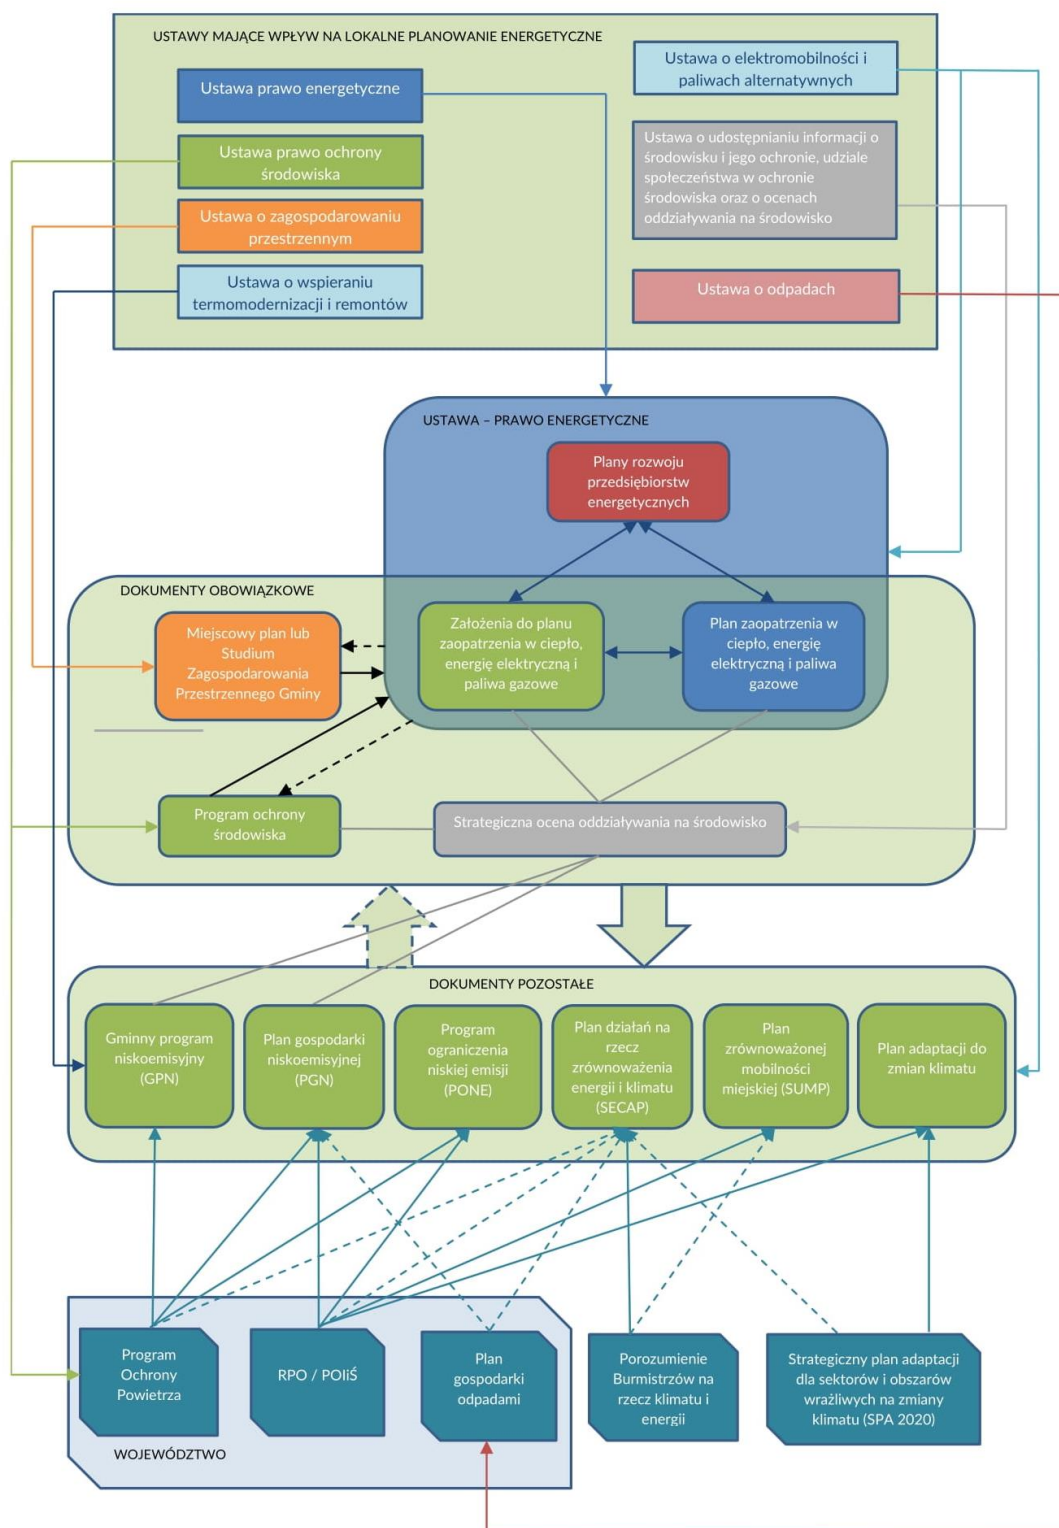 USTAWY MAJĄCE WPŁYW NA LOKALNE PLANOWANIE ENERGETYCZNE
Ustawa prawo energetyczne
Ustawa prawo ochrony
środowiska
Ustawa o zagospodarowaniu
przestrzennym
Ustawa o wspieraniu
termomodernizacji i remontów
Ustawa o elektromobilności i
paliwach alternatywnych
Ustawa o udostępnianiu informacji o
środowisku i jego ochronie, udziale
społeczeństwa w ochronie
środowiska oraz o ocenach
oddziaływania na środowisko
Ustawa o odpadach
USTAWA – PRAWO ENERGETYCZNE
Plany rozwoju
przedsiębiorstw
energetycznych
DOKUMENTY OBOWIĄZKOWE
Miejscowy plan lub
Studium
Zagospodarowania
Przestrzennego Gminy
Założenia do planu
zaopatrzenia w ciepło,
energię elektryczną i
paliwa gazowe
Plan zaopatrzenia w
ciepło, energię
elektryczną i paliwa
gazowe
Program ochrony
środowiska
Strategiczna ocena oddziaływania na środowisko
DOKUMENTY POZOSTAŁE
Gminny program
niskoemisyjny
(GPN)
Plan gospodarki
niskoemisyjnej
(PGN)
Program
ograniczenia
niskiej emisji
(PONE)
Plan działań na
rzecz
zrównoważenia
energii i klimatu
(SECAP)
Plan
zrównoważonej
mobilności
miejskiej (SUMP)
Plan adaptacji do
zmian klimatu
Program
Ochrony
Powietrza
RPO / POIiŚ
Plan
gospodarki
odpadami
Porozumienie
Burmistrzów na
rzecz klimatu i
energii
Strategiczny plan adaptacji
dla sektorów i obszarów
wrażliwych na zmiany
klimatu (SPA 2020)
WOJEWÓDZTWO